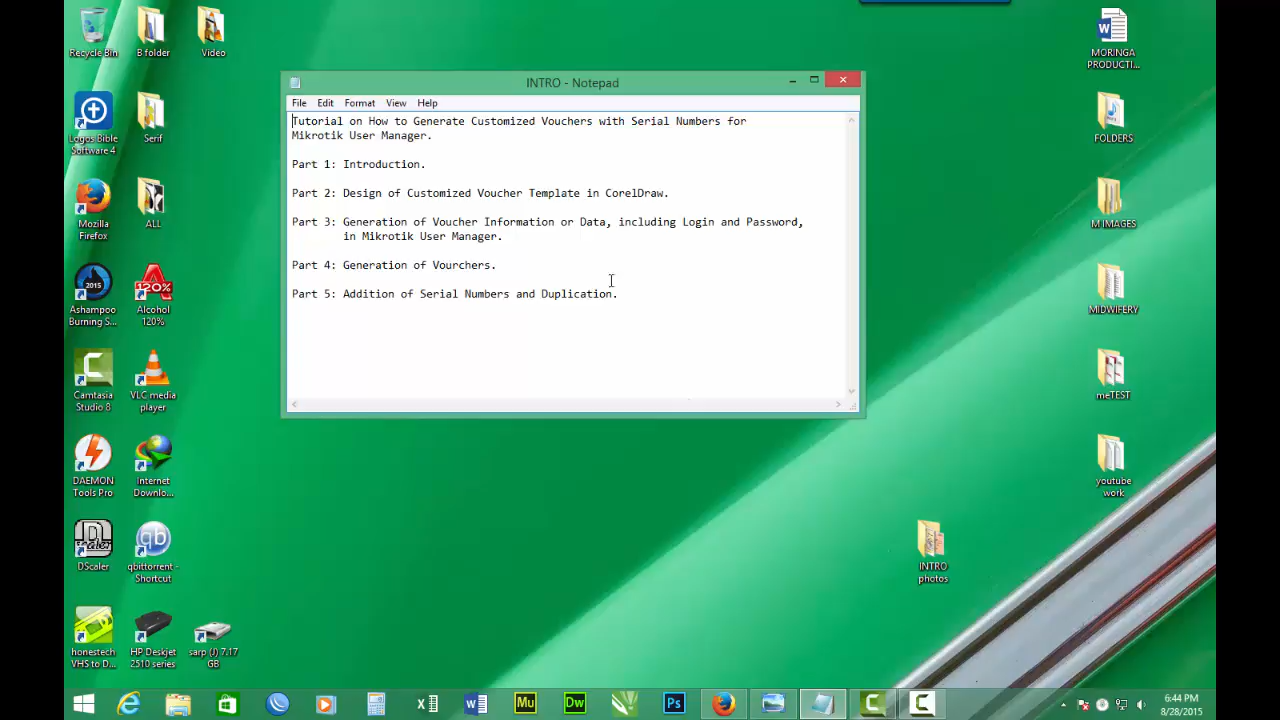 Recycle Bin
B folder
Video
MORINGA
PRODUCTI...
INTRO - Notepad
File Edit Format View Help
Tutorial on How to Generate Customized Vouchers with Serial Numbers for
Mikrotik User Manager.
Part 1: Introduction.
Part 2: Design of Customized Voucher Template in CorelDraw.
Part 3: Generation of Voucher Information or Data, including Login and Password,
in Mikrotik User Manager.
Part 4: Generation of Vourchers.
Part 5: Addition of Serial Numbers and Duplication.
Logos Bible
Software 4
Serif
FOLDERS
Mozilla
Firefox
ALL
M IMAGES
2015
Ashampoo
Burning S...
120%
Alcohol
120%
MIDWIFERY
Camtasia
Studio 8
VLC media
player
meTEST
DAEMON
Tools Pro
Internet
Downlo...
youtube
work
DScaler
qb
qbittorrent -
Shortcut
INTRO
photos
honestech
VHS to D...
HP Deskjet
2510 series
sarp (J) 7.17
GB
Mu
Dw
Ps
6:44 PM
8/28/2015